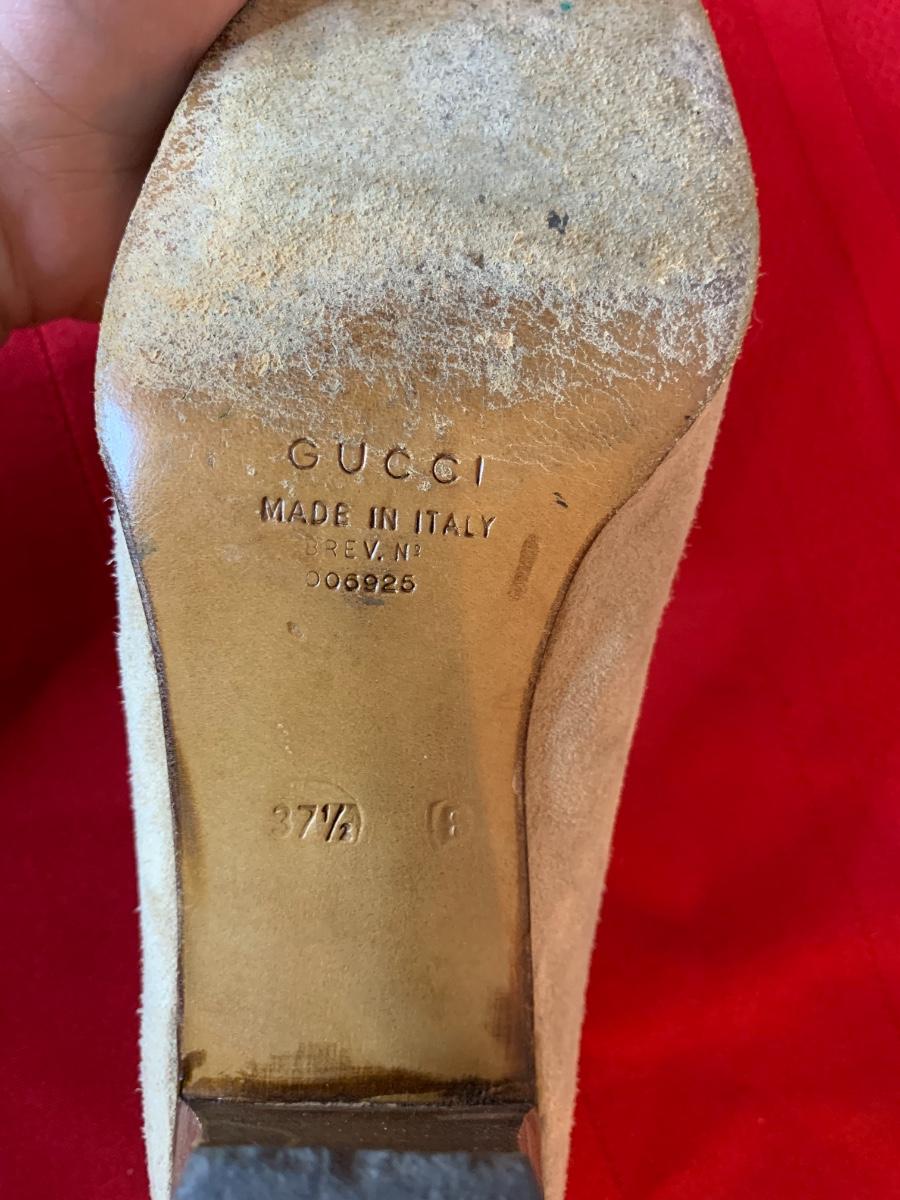 GUCCI
MADE IN ITALY
BREV. Nº
006925
37½ B